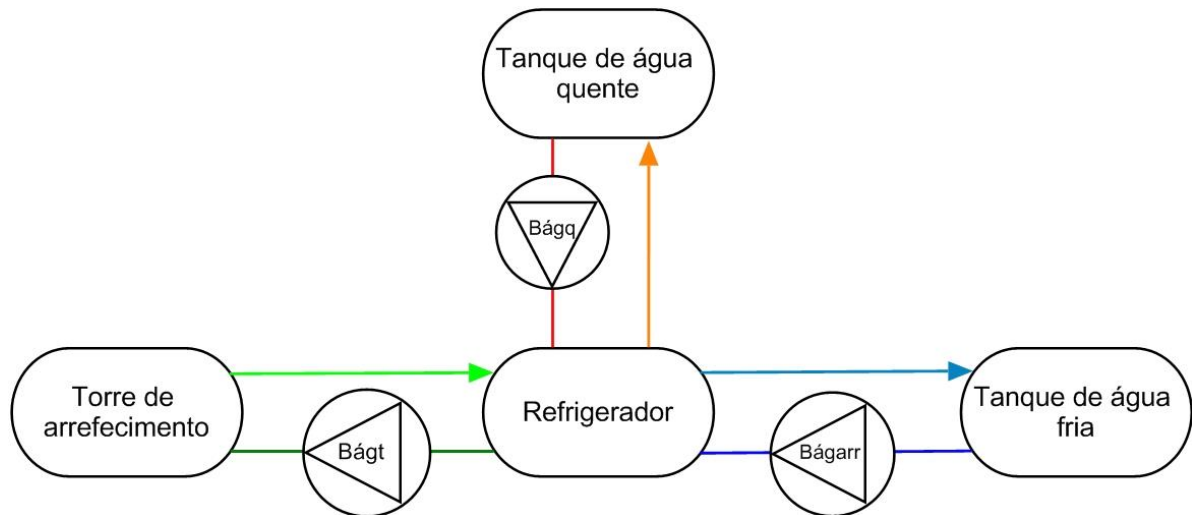 Tanque de água
quente
Bágq
Torre de
arrefecimento
Bágt
Refrigerador
Bágarr
Tanque de água
fria